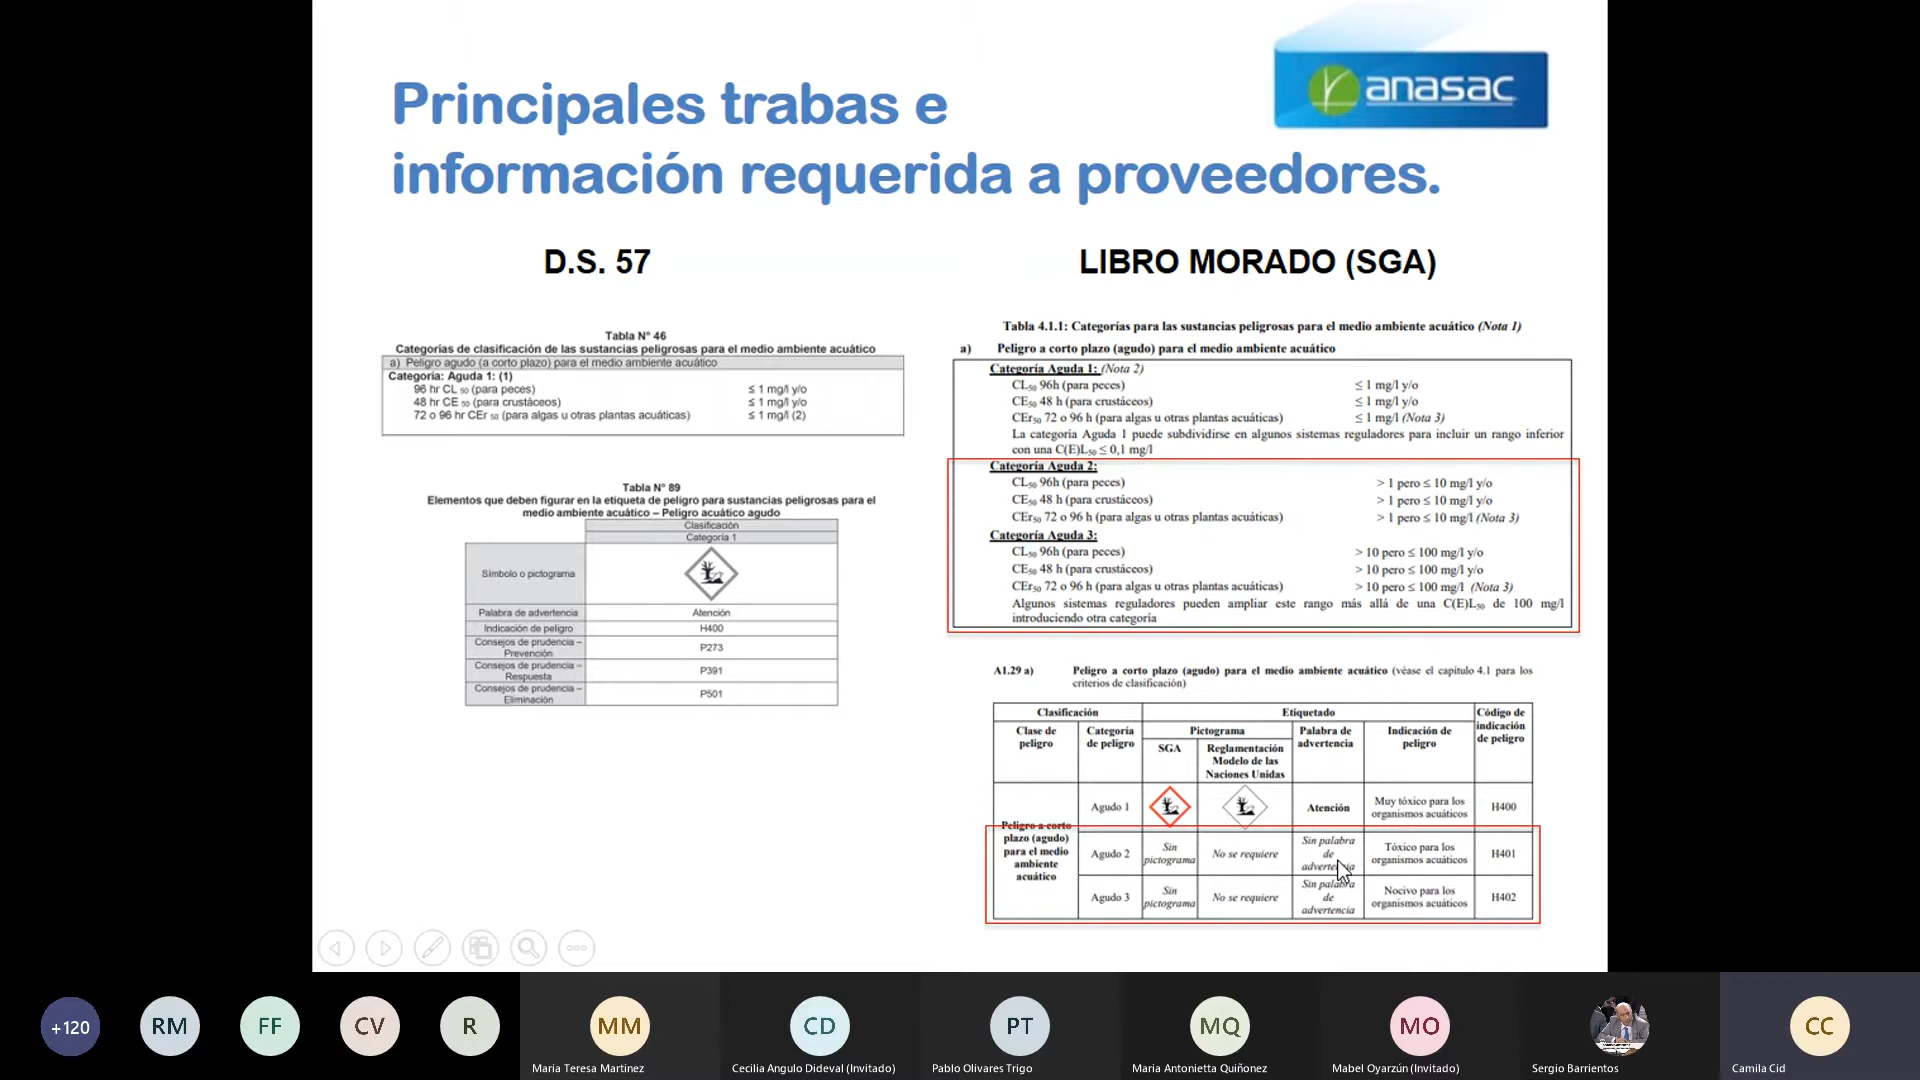 Principales trabas e
información requerida a proveedores.
anasac
D.S. 57
LIBRO MORADO (SGA)
Tabla N° 46
Categorías de clasificación de las sustancias peligrosas para el medio ambiente acuático
a) Peligro agudo (a corto plazo) para el medio ambiente acuático
Categoría: Aguda 1: (1)
96 hr CL 50 (para peces) ≤ 1 mg/l y/o
48 hr CE 50 (para crustáceos) ≤ 1 mg/l y/o
72 o 96 hr CEr 50 (para algas u otras plantas acuáticas) ≤ 1 mg/l (2)
Tabla N° 89
Elementos que deben figurar en la etiqueta de peligro para sustancias peligrosas para el
medio ambiente acuático – Peligro acuático agudo
Clasificación
Categoría 1
Símbolo o pictograma
Palabra de advertencia Atención
Indicación de peligro H400
Consejos de prudencia –
Prevención P273
Consejos de prudencia –
Respuesta P391
Consejos de prudencia –
Eliminación P501
Tabla 4.1.1: Categorías para las sustancias peligrosas para el medio ambiente acuático (Nota 1)
a) Peligro a corto plazo (agudo) para el medio ambiente acuático
Categoría Aguda 1: (Nota 2)
CL50 96h (para peces) ≤ 1 mg/l y/o
CE50 48 h (para crustáceos) ≤ 1 mg/l y/o
CEr50 72 o 96 h (para algas u otras plantas acuáticas) ≤ 1 mg/l (Nota 3)
La categoría Aguda 1 puede subdividirse en algunos sistemas reguladores para incluir un rango inferior
con una C(E)L50 ≤ 0,1 mg/l
Categoría Aguda 2:
CL50 96h (para peces) > 1 pero ≤ 10 mg/l y/o
CE50 48 h (para crustáceos) > 1 pero ≤ 10 mg/l y/o
CEr50 72 o 96 h (para algas u otras plantas acuáticas) > 1 pero ≤ 10 mg/l (Nota 3)
Categoría Aguda 3:
CL50 96h (para peces) > 10 pero ≤ 100 mg/l y/o
CE50 48 h (para crustáceos) > 10 pero ≤ 100 mg/l y/o
CEr50 72 o 96 h (para algas u otras plantas acuáticas) > 10 pero ≤ 100 mg/l (Nota 3)
Algunos sistemas reguladores pueden ampliar este rango más allá de una C(E)L50 de 100 mg/l
introduciendo otra categoría
A1.29 a) Peligro a corto plazo (agudo) para el medio ambiente acuático (véase el capítulo 4.1 para los
criterios de clasificación)
Clasificación Etiquetado Código de
indicación
de peligro
Clase de
peligro
Categoría
de peligro
Pictograma
SGA
Reglamentación
Modelo de las
Naciones Unidas
Palabra de
advertencia
Indicación de
peligro
Peligro a corto
plazo (agudo)
para el medio
ambiente
acuático
Agudo 1
Atención
Muy tóxico para los
organismos acuáticos
H400
Agudo 2
Sin
pictograma
No se requiere
Sin palabra
de
advertencia
Tóxico para los
organismos acuáticos
H401
Agudo 3
Sin
pictograma
No se requiere
Sin palabra
de
advertencia
Nocivo para los
organismos acuáticos
H402
+120
RM
FF
CV
R
MM
Maria Teresa Martinez
CD
Cecilia Angulo Dideval (Invitado)
PT
Pablo Olivares Trigo
MQ
Maria Antonietta Quiñonez
MO
Mabel Oyarzún (Invitado)
Sergio Barrientos
CC
Camila Cid